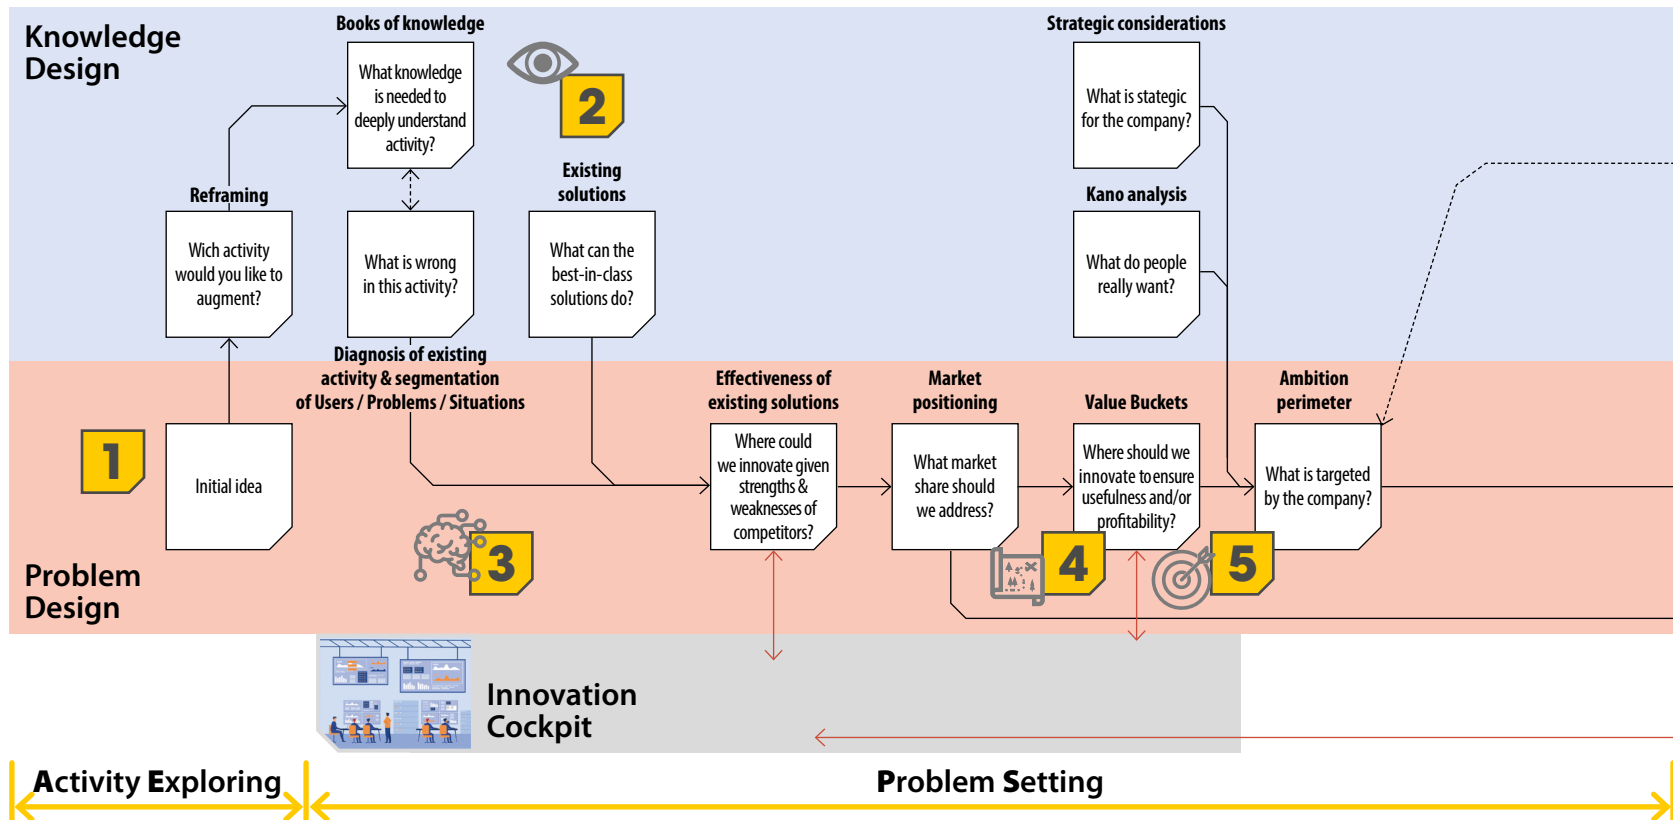 Knowledge
Design
Books of knowledge
What knowledge
is needed to
deeply understand
activity?
2
Strategic considerations
What is stategic
for the company?
Reframing
Wich activity
would you like to
augment?
What is wrong
in this activity?
Existing
solutions
What can the
best-in-class
solutions do?
Kano analysis
What do people
really want?
Diagnosis of existing
activity & segmentation
of Users / Problems / Situations
Effectiveness of
existing solutions
Market
positioning
Value Buckets
Ambition
perimeter
1
Initial idea
Where could
we innovate given
strengths &
weaknesses of
competitors?
What market
share should
we address?
Where should we
innovate to ensure
usefulness and/or
profitability?
What is targeted
by the company?
3
4
5
Problem
Design
Innovation
Cockpit
Activity Exploring
Problem Setting